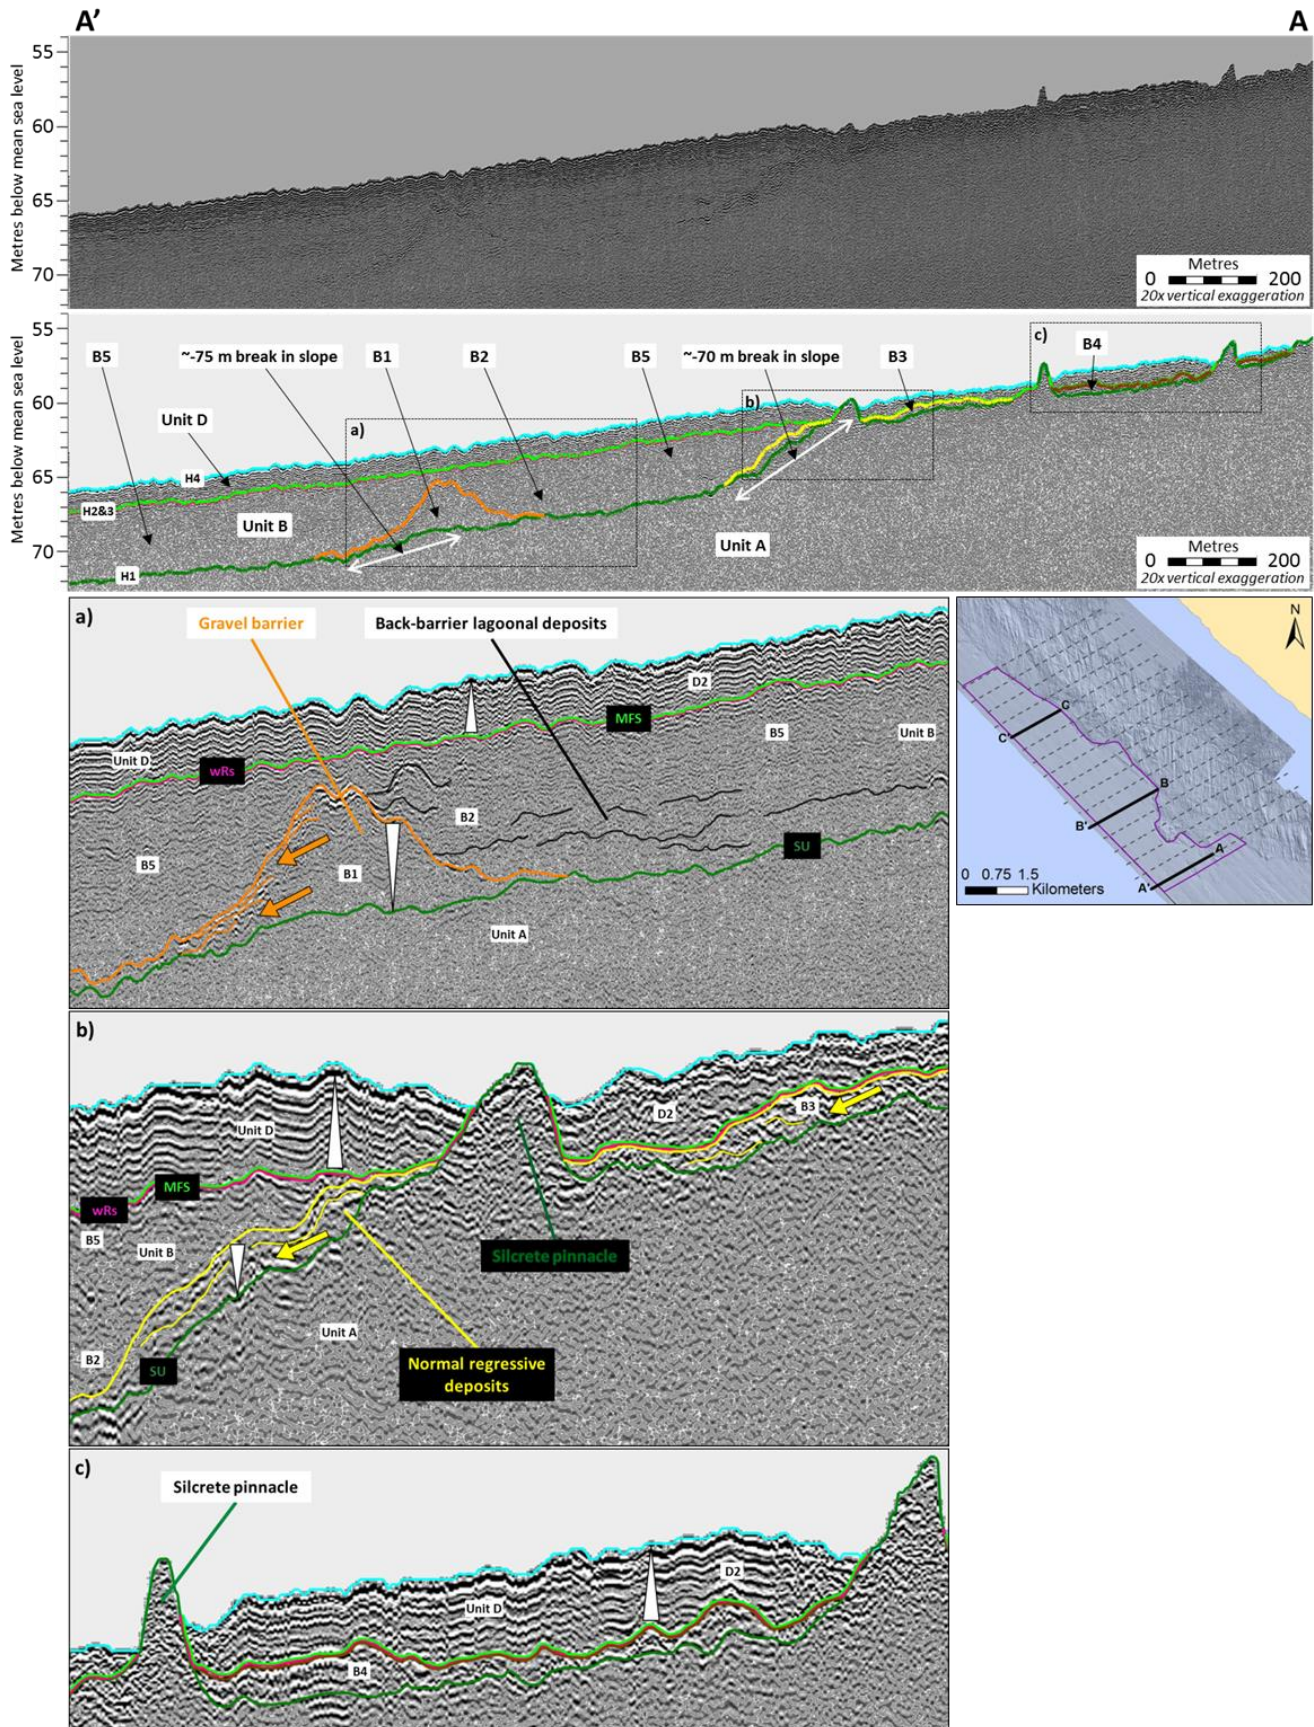 A’ A
Metres below mean sea level
55
60
65
70
Metres
0 200
20x vertical exaggeration
Metres below mean sea level
55
60
65
70
B5 ~-75 m break in slope B1 B2 B5 ~-70 m break in slope B3 c) B4
Unit D
a) b)
H4
H2&3
Unit B
Unit A
H1
Metres
0 200
20x vertical exaggeration
a)
Gravel barrier Back-barrier lagoonal deposits
D2
MFS
B5 Unit B
Unit D
wRs
B2
SU
B5
B1
Unit A
N
C
C'
B
B'
A
A'
0 0.75 1.5
Kilometers
b)
D2
B3
Unit D
MFS
wRs
B5
Unit B
Silcrete pinnacle
Unit A
B2
SU
Normal regressive
deposits
c)
Silcrete pinnacle
D2
Unit D
B4